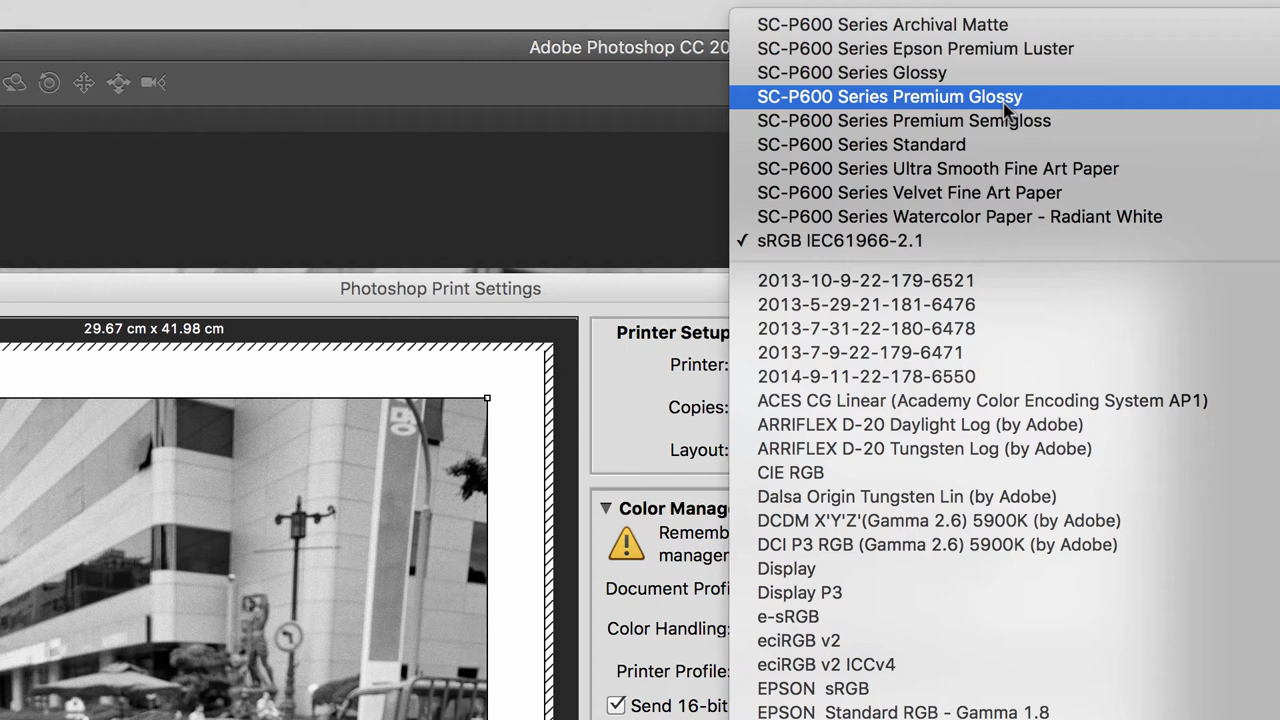 SC-P600 Series Archival Matte
SC-P600 Series Epson Premium Luster
SC-P600 Series Glossy
SC-P600 Series Premium Glossy
SC-P600 Series Premium Semigloss
SC-P600 Series Standard
SC-P600 Series Ultra Smooth Fine Art Paper
SC-P600 Series Velvet Fine Art Paper
SC-P600 Series Watercolor Paper - Radiant White
✓ sRGB IEC61966-2.1
2013-10-9-22-179-6521
2013-5-29-21-181-6476
2013-7-31-22-180-6478
2013-7-9-22-179-6471
2014-9-11-22-178-6550
ACES CG Linear (Academy Color Encoding System AP1)
ARRIFLEX D-20 Daylight Log (by Adobe)
ARRIFLEX D-20 Tungsten Log (by Adobe)
CIE RGB
Dalsa Origin Tungsten Lin (by Adobe)
DCDM X'Y'Z'(Gamma 2.6) 5900K (by Adobe)
DCI P3 RGB (Gamma 2.6) 5900K (by Adobe)
Display
Display P3
e-sRGB
eciRGB v2
eciRGB v2 ICCv4
EPSON  sRGB
EPSON  Standard RGB - Gamma 1.8
Adobe Photoshop CC 20
Photoshop Print Settings
29.67 cm x 41.98 cm
Printer Setup
Printer:
Copies:
Layout:
Color Manag
Rememb
manager
Document Profi
Color Handling:
Printer Profile:
Send 16-bit